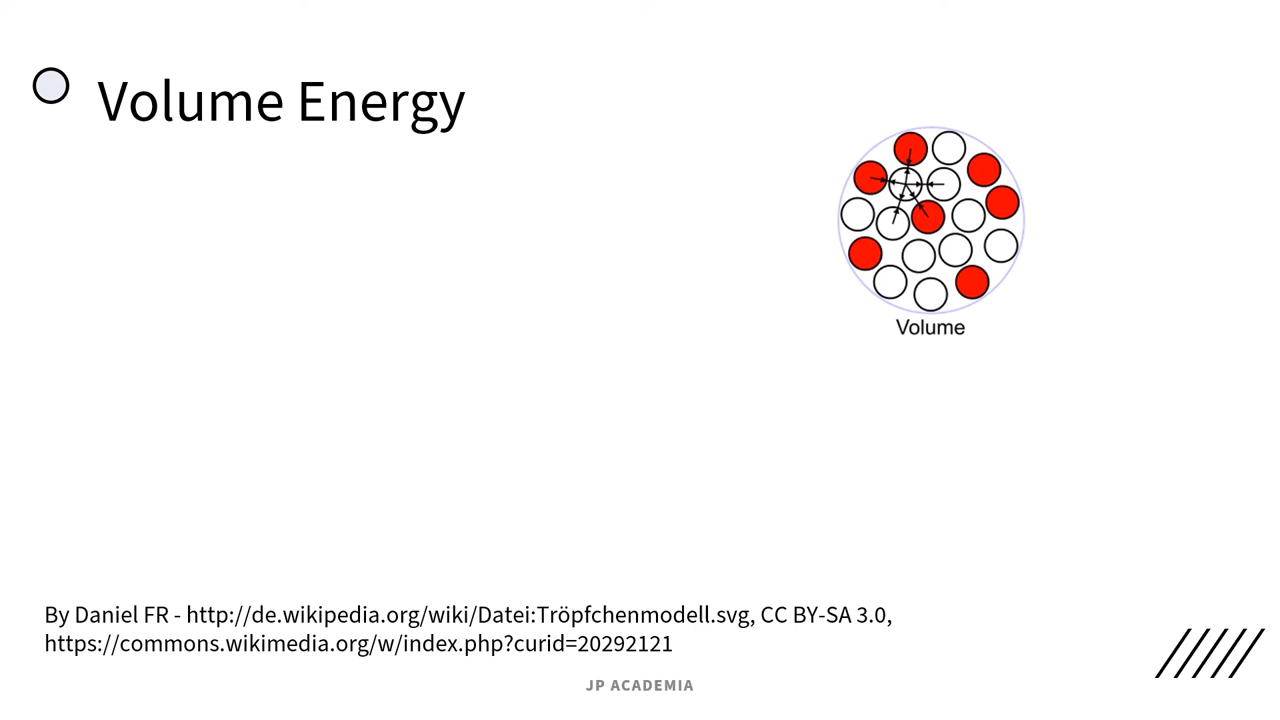 Volume Energy
Volume
By Daniel FR - http://de.wikipedia.org/wiki/Datei:Tröpfchenmodell.svg, CC BY-SA 3.0,
https://commons.wikimedia.org/w/index.php?curid=20292121
JP ACADEMIA